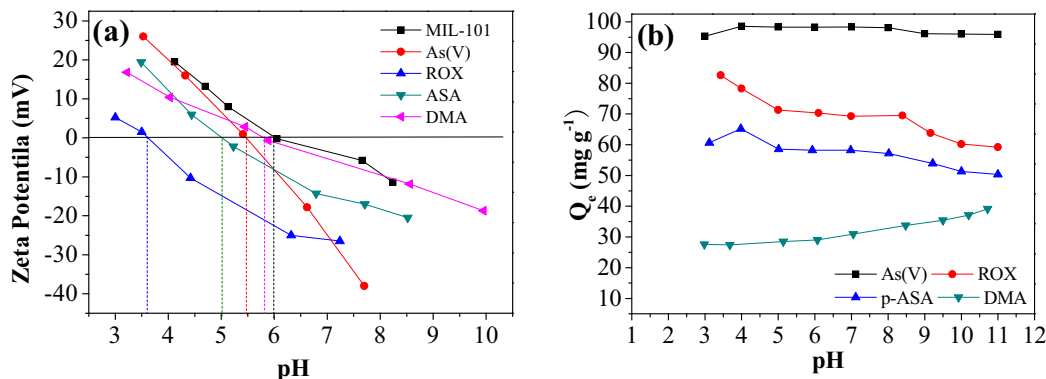 (a)
MIL-101
As(V)
ROX
ASA
DMA
Zeta Potentila (mV)
30
20
10
0
-10
-20
-30
-40
3 4 5 6 7 8 9 10
pH
(b)
Qe (mg g-1)
100
90
80
70
60
50
40
30
20
10
0
As(V) ROX
p-ASA DMA
1 2 3 4 5 6 7 8 9 10 11 12
pH